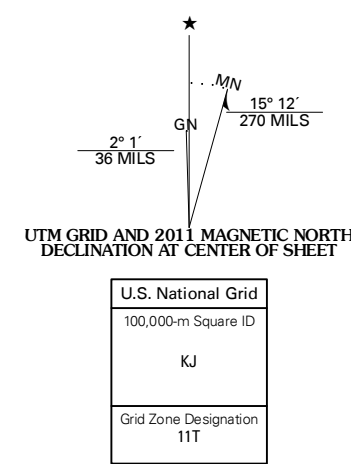 ★
MN
15° 12´
270 MILS
GN
2° 1´
36 MILS
UTM GRID AND 2011 MAGNETIC NORTH
DECLINATION AT CENTER OF SHEET
U.S. National Grid
100,000-m Square ID
KJ
Grid Zone Designation
11T